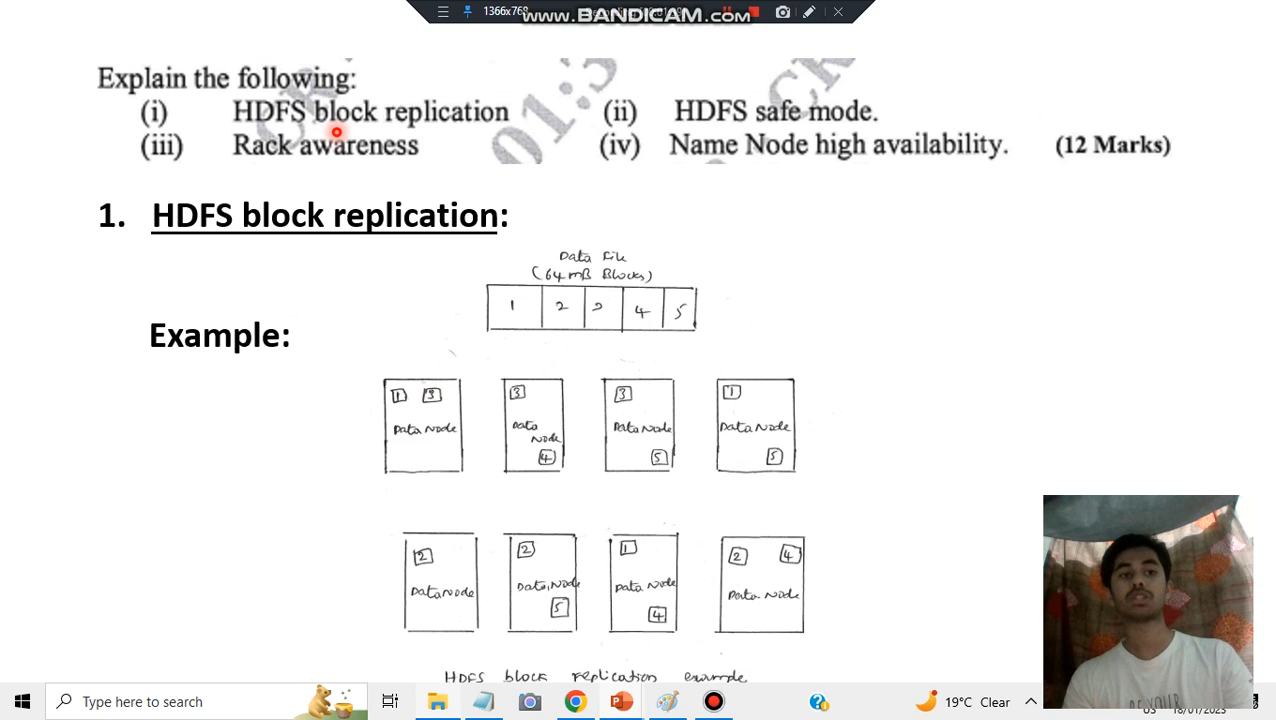 1366x768
www.BANDICAM.com
Explain the following:
(i) HDFS block replication (ii) HDFS safe mode.
(iii) Rack awareness (iv) Name Node high availability. (12 Marks)
1. HDFS block replication:
Data File
(64 mB Blocks)
1 2 3 4 5
Example:
1 3 3 3 1
Data Node Data Node Data Node Data Node
4 5 5
2 2 1 2 4
Data Node Data Node Data Node Data Node
5 4
HDFS block replication example
Type here to search
19°C Clear
18/01/2023